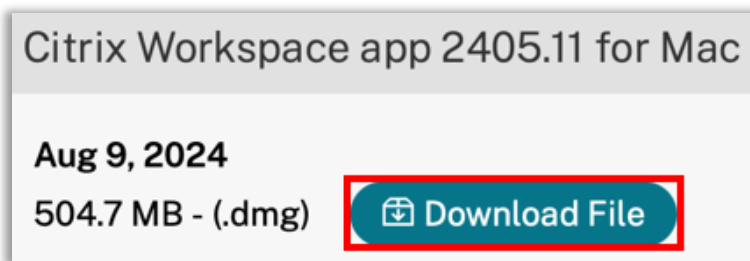 Citrix Workspace app 2405.11 for Mac
Aug 9, 2024
504.7 MB - (.dmg) Download File